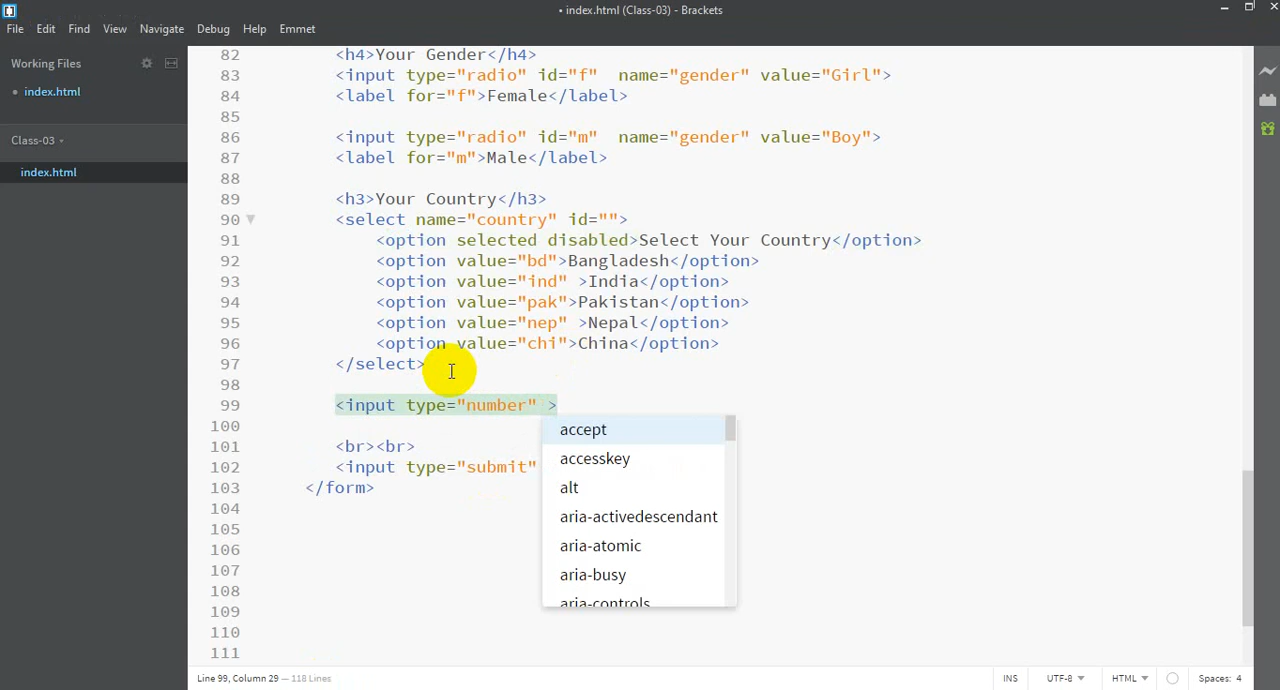 • index.html (Class-03) - Brackets
File Edit Find View Navigate Debug Help Emmet
Working Files
• index.html
Class-03
index.html
82 <h4>Your Gender</h4>
83 <input type="radio" id="f"  name="gender" value="Girl">
84 <label for="f">Female</label>
85
86 <input type="radio" id="m"  name="gender" value="Boy">
87 <label for="m">Male</label>
88
89 <h3>Your Country</h3>
90 <select name="country" id="">
91 <option selected disabled>Select Your Country</option>
92 <option value="bd">Bangladesh</option>
93 <option value="ind" >India</option>
94 <option value="pak">Pakistan</option>
95 <option value="nep" >Nepal</option>
96 <option value="chi">China</option>
97 </select>
98
99 <input type="number" >
100
accept
101 <br><br>
accesskey
102 <input type="submit"
103 </form>
alt
104
aria-activedescendant
105
106
aria-atomic
107
aria-busy
108
aria-controls
109
110
111
Line 99, Column 29 — 118 Lines
INS UTF-8 HTML Spaces: 4